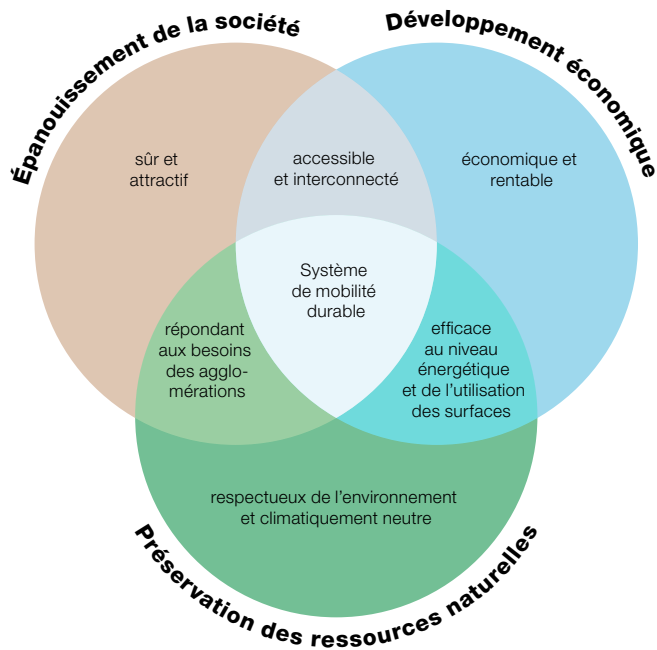 Épanouissement de la société
Développement économique
sûr et
attractif
accessible
et interconnecté
économique et
rentable
Système
de mobilité
durable
répondant
aux besoins
des agglo-
mérations
efficace
au niveau
énergétique
et de l'utilisation
des surfaces
respectueux de l'environnement
et climatiquement neutre
Préservation des ressources naturelles